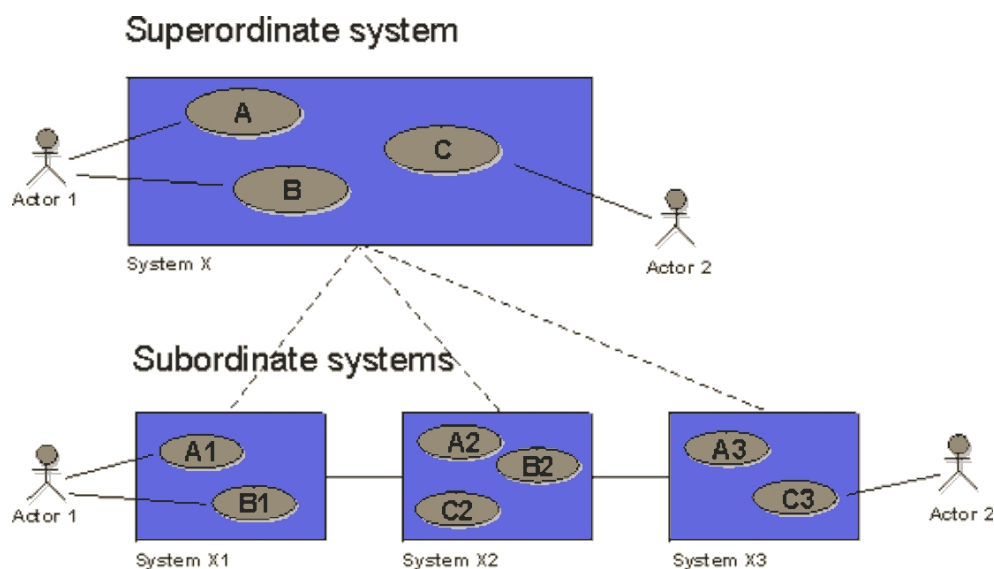 Superordinate system
A
C
B
Actor 1
System X
Actor 2
Subordinate systems
A1
B1
A2
B2
C2
A3
C3
Actor 1
Actor 2
System X1
System X2
System X3